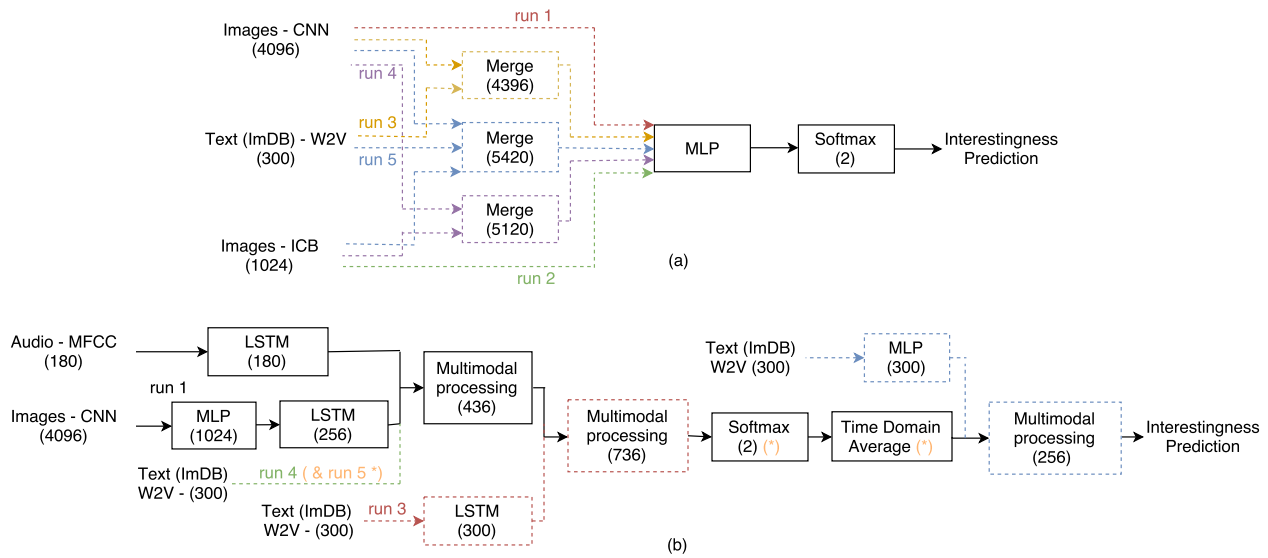 run 1
Images - CNN
(4096)
run 4
Merge
(4396)
run 3
Text (ImDB) - W2V
(300)
run 5
Merge
(5420)
MLP
Softmax
(2)
Interestingness
Prediction
Merge
(5120)
Images - ICB
(1024)
run 2
(a)
Audio - MFCC
(180)
LSTM
(180)
run 1
Images - CNN
(4096)
MLP
(1024)
LSTM
(256)
Multimodal
processing
(436)
Text (ImDB)
W2V - (300)
run 4 ( & run 5 *)
Text (ImDB)
W2V - (300)
run 3
LSTM
(300)
Multimodal
processing
(736)
Softmax
(2) (*)
Time Domain
Average (*)
Text (ImDB)
W2V (300)
MLP
(300)
Multimodal
processing
(256)
Interestingness
Prediction
(b)